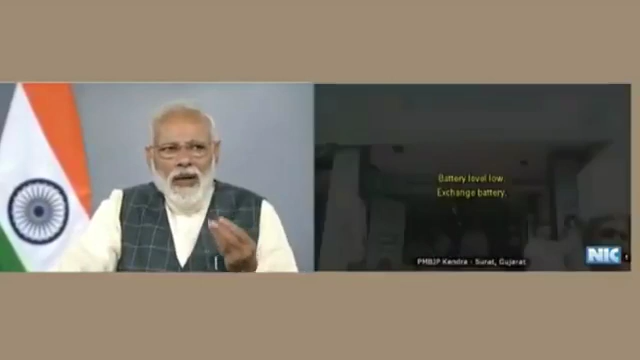 Battery level low.
Exchange battery.
PMBJP Kendra - Surat, Gujarat
NIC